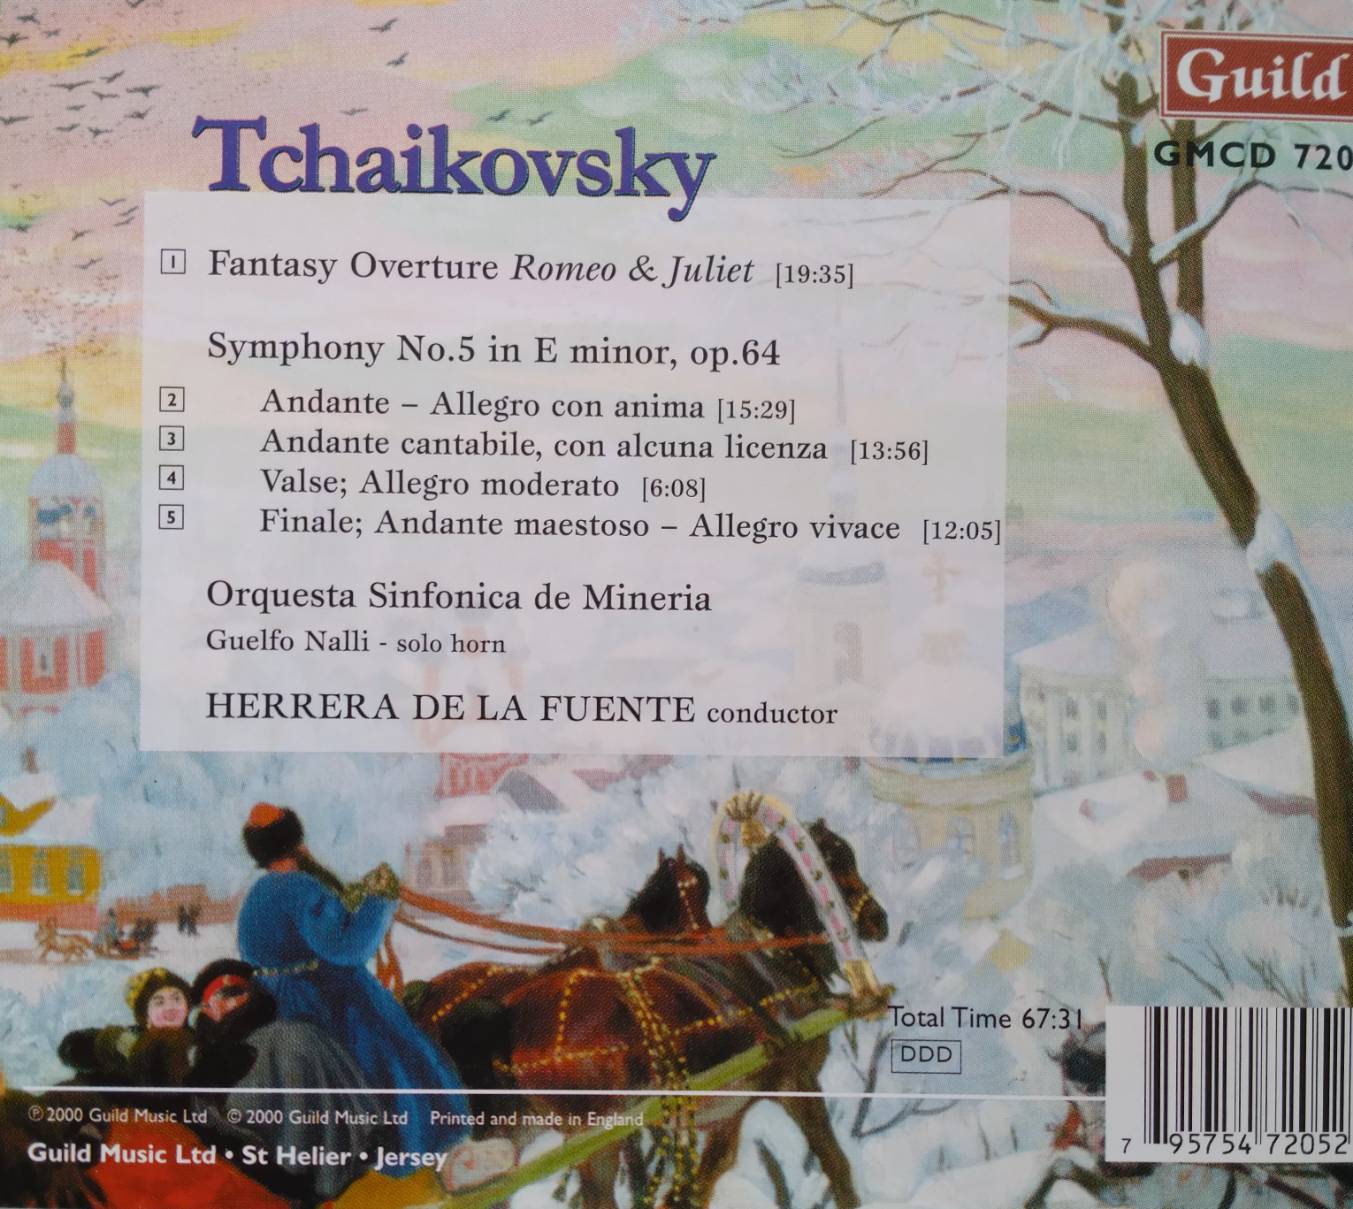 Guild
GMCD 720
Tchaikovsky
1 Fantasy Overture Romeo & Juliet [19:35]
Symphony No.5 in E minor, op.64
2 Andante – Allegro con anima [15:29]
3 Andante cantabile, con alcuna licenza [13:56]
4 Valse; Allegro moderato [6:08]
5 Finale; Andante maestoso – Allegro vivace [12:05]
Orquesta Sinfonica de Mineria
Guelfo Nalli - solo horn
HERRERA DE LA FUENTE conductor
Total Time 67:31
DDD
℗ 2000 Guild Music Ltd © 2000 Guild Music Ltd Printed and made in England
Guild Music Ltd • St Helier • Jersey
7 95754 72052